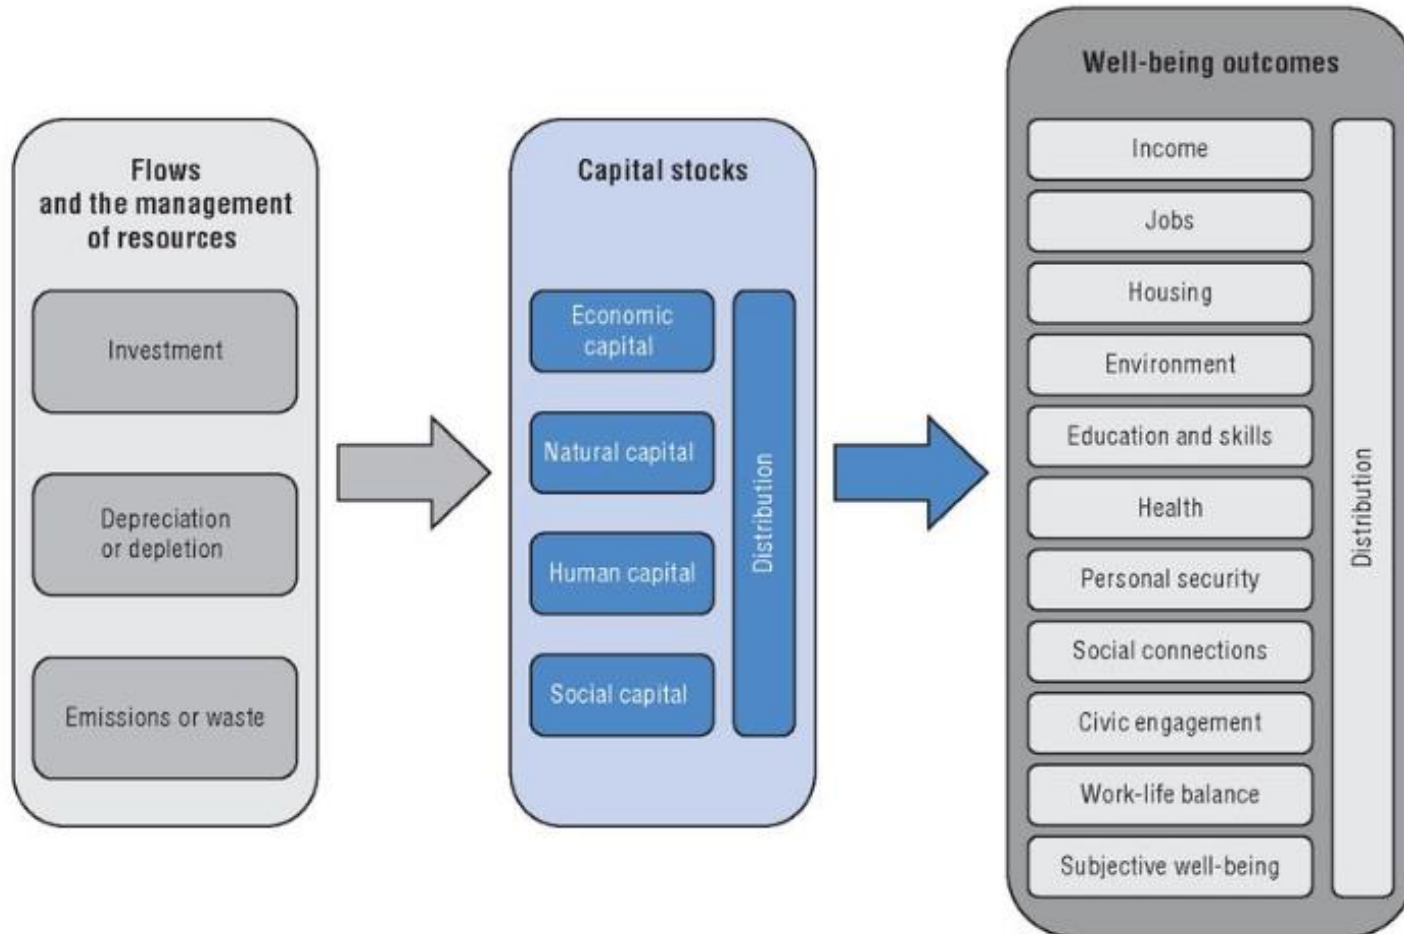 Flows
and the management
of resources
Investment
Depreciation
or depletion
Emissions or waste
Capital stocks
Economic
capital
Natural capital
Human capital
Social capital
Distribution
Well-being outcomes
Income
Jobs
Housing
Environment
Education and skills
Health
Personal security
Social connections
Civic engagement
Work-life balance
Subjective well-being
Distribution